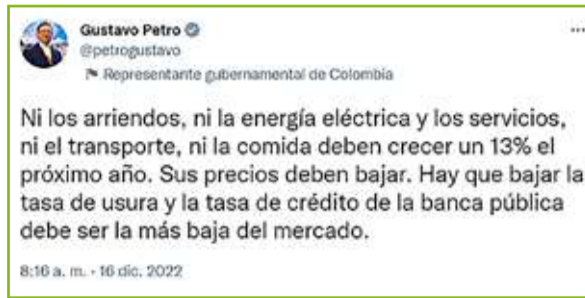 Gustavo Petro
@petrogustavo
Representante gubernamental de Colombia
Ni los arriendos, ni la energía eléctrica y los servicios,
ni el transporte, ni la comida deben crecer un 13% el
próximo año. Sus precios deben bajar. Hay que bajar la
tasa de usura y la tasa de crédito de la banca pública
debe ser la más baja del mercado.
8:16 a. m. · 16 dic. 2022